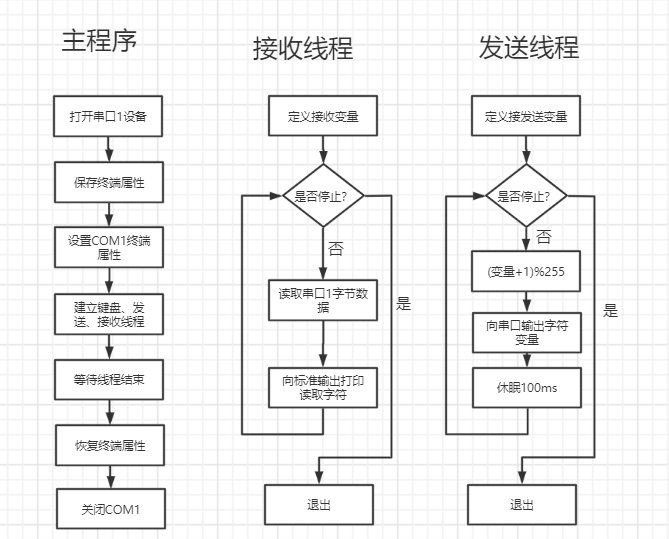 主程序
打开串口1设备
保存终端属性
设置COM1终端
属性
建立键盘、发
送、接收线程
等待线程结束
恢复终端属性
关闭COM1
接收线程
定义接收变量
是否停止？
否
读取串口1字节数
据
是
向标准输出打印
读取字符
退出
发送线程
定义接发送变量
是否停止？
否
(变量+1)%255
是
向串口输出字符
变量
休眠100ms
退出